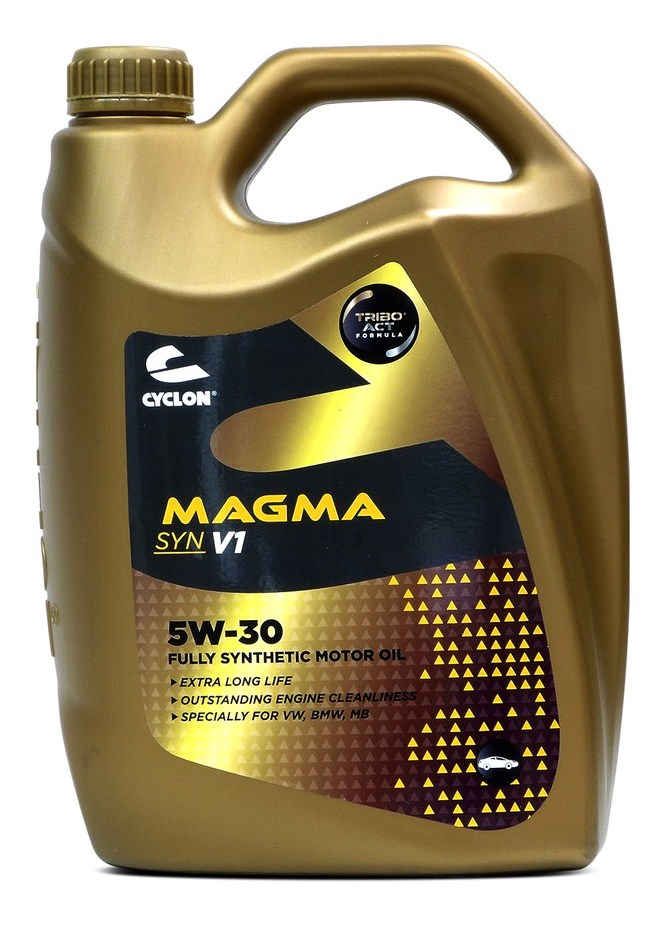 TRIBO
ACT
FORMULA
CYCLON®
MAGMA
SYN V1
5W-30
FULLY SYNTHETIC MOTOR OIL
EXTRA LONG LIFE
OUTSTANDING ENGINE CLEANLINESS
SPECIALLY FOR VW, BMW, MB